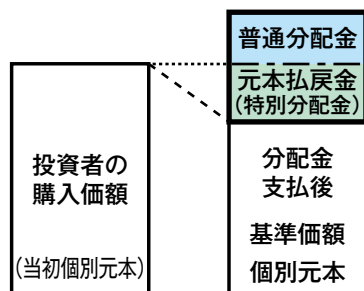 投資者の
購入価額
(当初個別元本)
普通分配金
元本払戻金
(特別分配金)
分配金
支払後
基準価額
個別元本